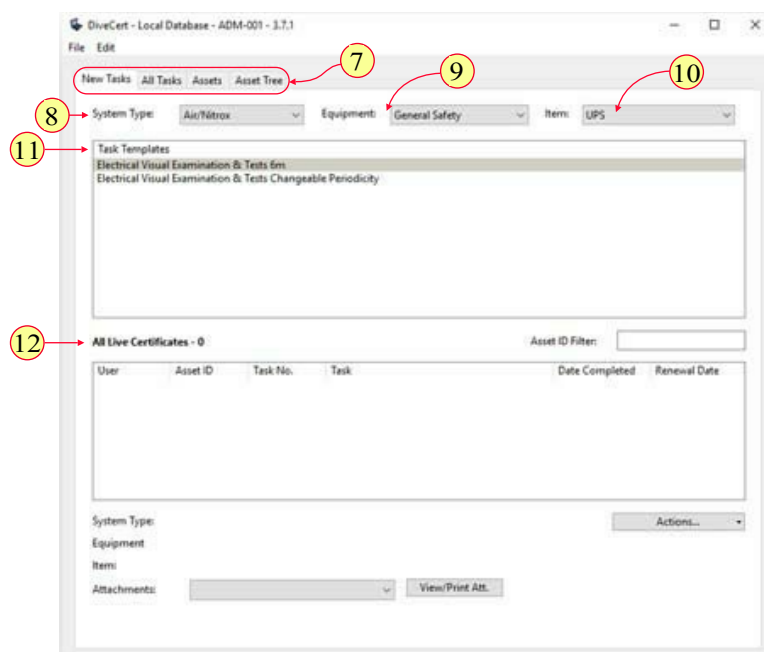 DiveCert - Local Database - ADM-001 - 3.7.1
File Edit
7
New Tasks All Tasks Assets Asset Tree
9
10
8
System Type: Air/Nitrox Equipment: General Safety Item: UPS
11
Task Templates
Electrical Visual Examination & Tests 6m
Electrical Visual Examination & Tests Changeable Periodicity
12
All Live Certificates - 0 Asset ID Filter:
User Asset ID Task No. Task Date Completed Renewal Date
System Type: Actions...
Equipment
Item:
Attachments: View/Print Att.